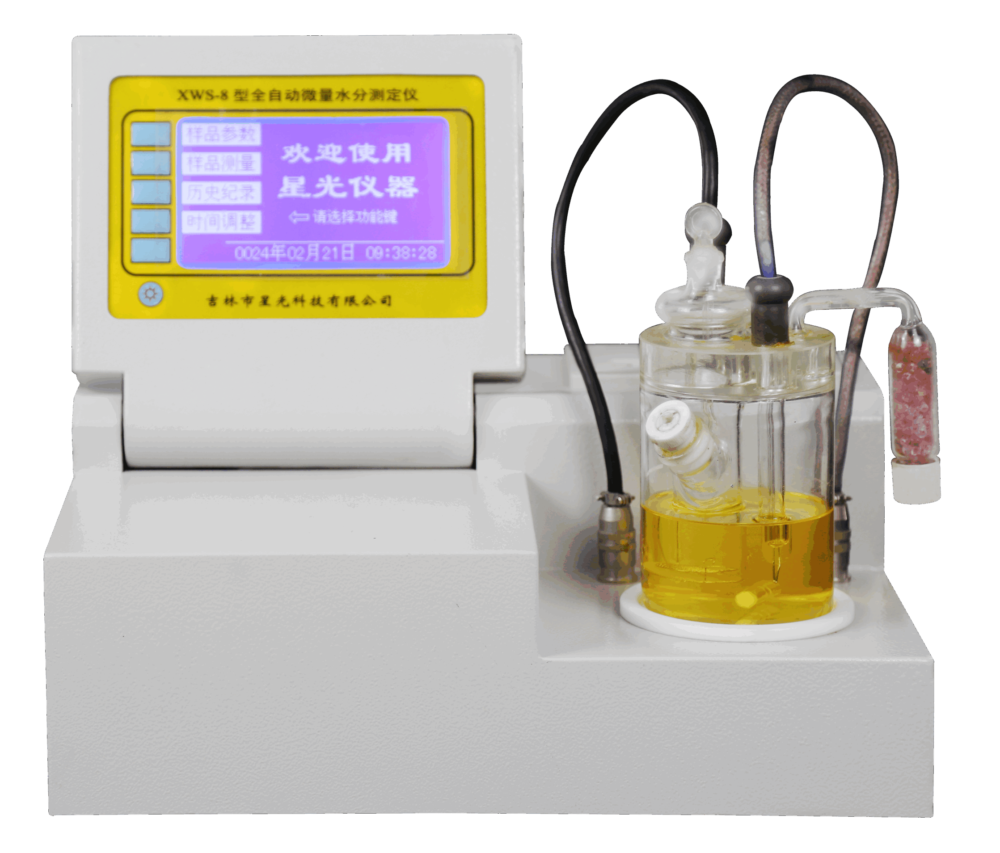 XWS-8 型全自动微量水分测定仪
样品参数
样品测量
历史纪录
时间调整
欢迎使用
星光仪器
⇦请选择功能键
0024年02月21日 09:38:28
吉林市星光科技有限公司